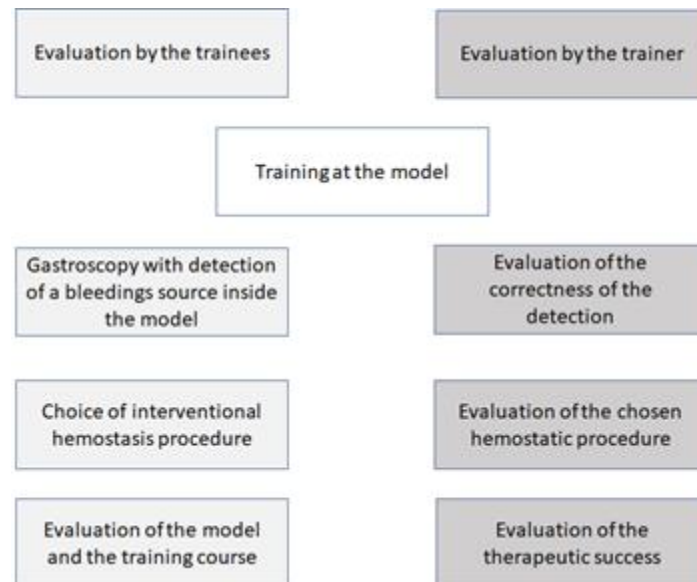 Evaluation by the trainees
Evaluation by the trainer
Training at the model
Gastroscopy with detection
of a bleedings source inside
the model
Evaluation of the
correctness of the
detection
Choice of interventional
hemostasis procedure
Evaluation of the chosen
hemostatic procedure
Evaluation of the model
and the training course
Evaluation of the
therapeutic success